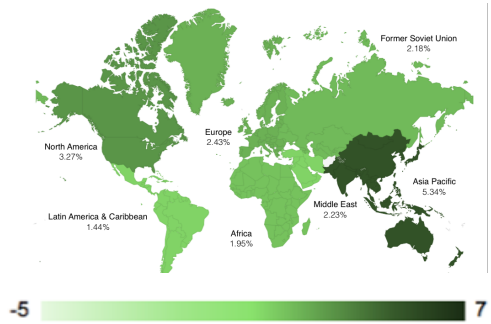 Former Soviet Union
2.18%
Europe
2.43%
North America
3.27%
Asia Pacific
5.34%
Middle East
2.23%
Latin America & Caribbean
1.44%
Africa
1.95%
-5
7